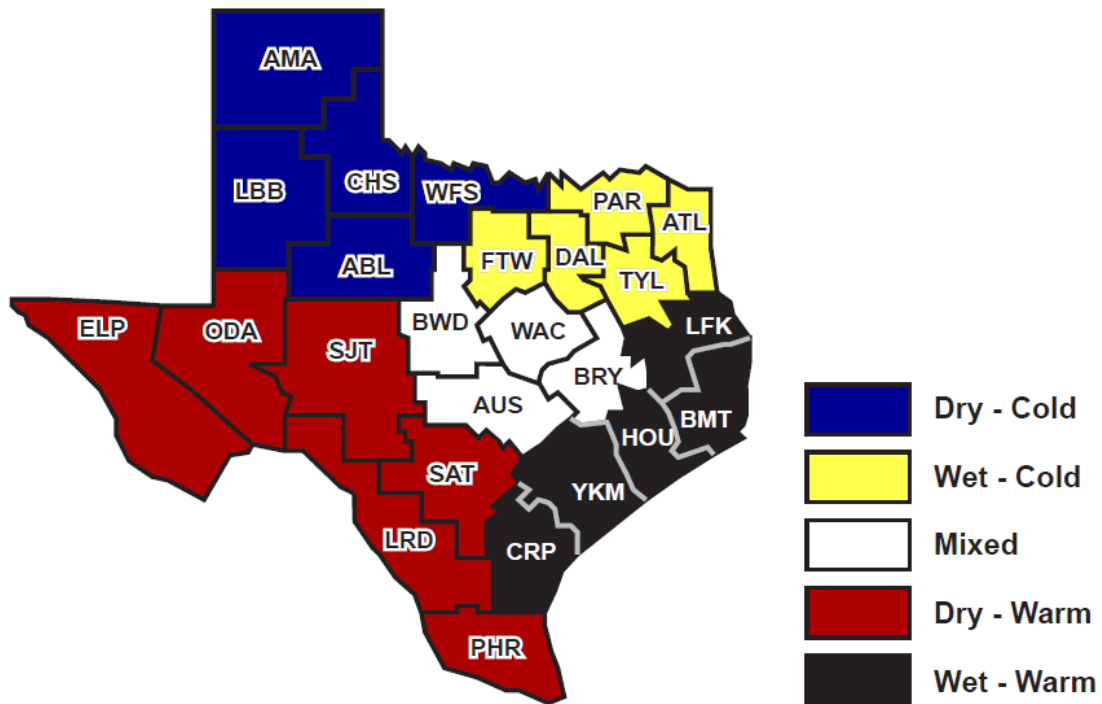 AMA
LBB
CHS
WFS
PAR
ATL
ABL
FTW
DAL
TYL
ELP
ODA
SJT
BWD
WAC
LFK
BRY
AUS
BMT
HOU
SAT
YKM
LRD
CRP
PHR
Dry - Cold
Wet - Cold
Mixed
Dry - Warm
Wet - Warm